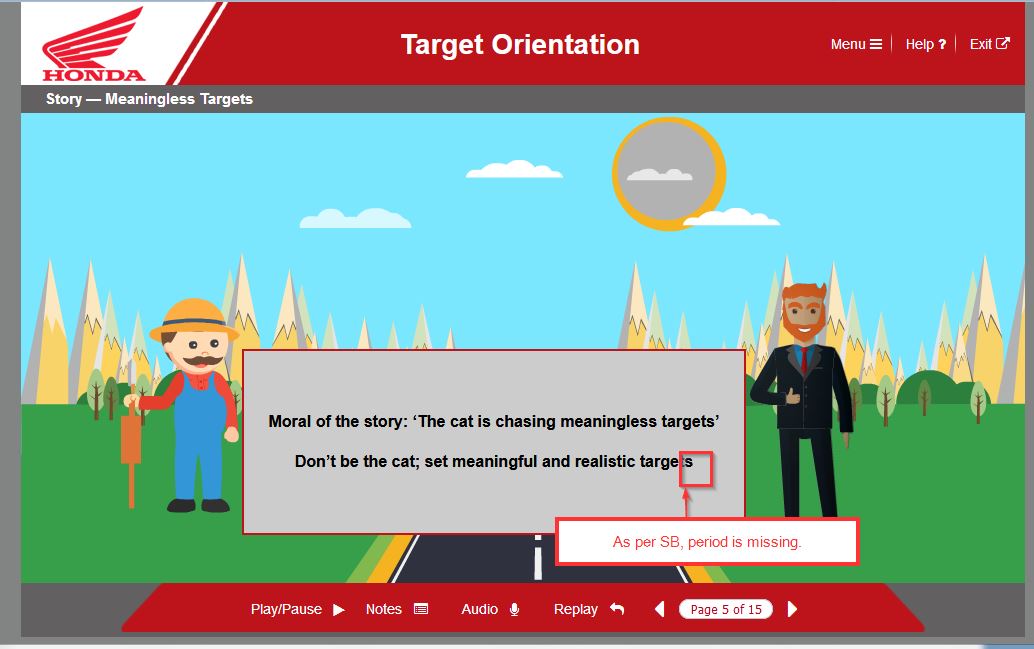 HONDA
Target Orientation
Menu
Help ?
Exit
Story — Meaningless Targets
Moral of the story: ‘The cat is chasing meaningless targets’
Don’t be the cat; set meaningful and realistic targets
As per SB, period is missing.
Play/Pause
Notes
Audio
Replay
Page 5 of 15